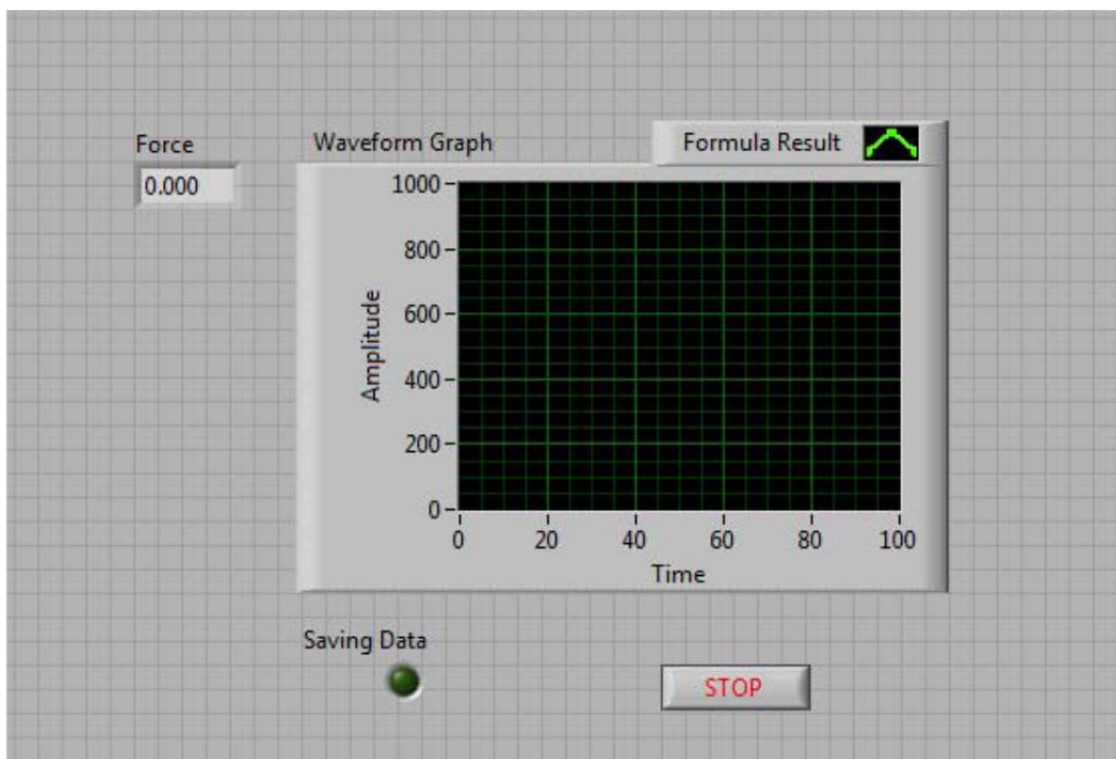 Force
0.000
Waveform Graph
Formula Result
1000
800
600
400
200
0
Amplitude
0 20 40 60 80 100
Time
Saving Data
STOP